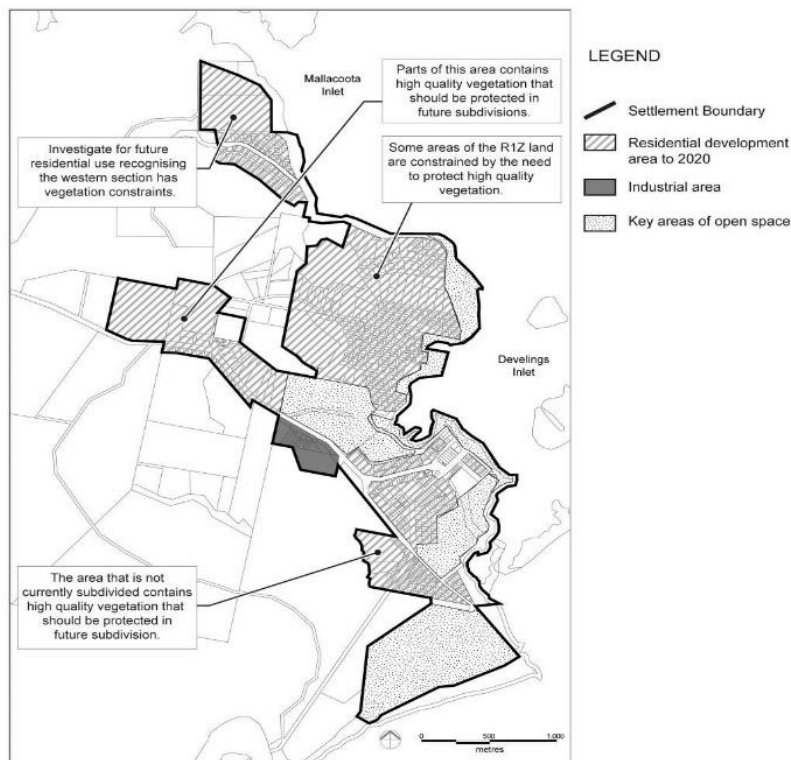 Mallacoota
Inlet
Parts of this area contains
high quality vegetation that
should be protected in
future subdivisions.
Investigate for future
residential use recognising
the western section has
vegetation constraints.
Some areas of the R1Z land
are constrained by the need
to protect high quality
vegetation.
Develings
Inlet
The area that is not
currently subdivided contains
high quality vegetation that
should be protected in
future subdivision.
0 500 1,000
metres
LEGEND
Settlement Boundary
Residential development
area to 2020
Industrial area
Key areas of open space